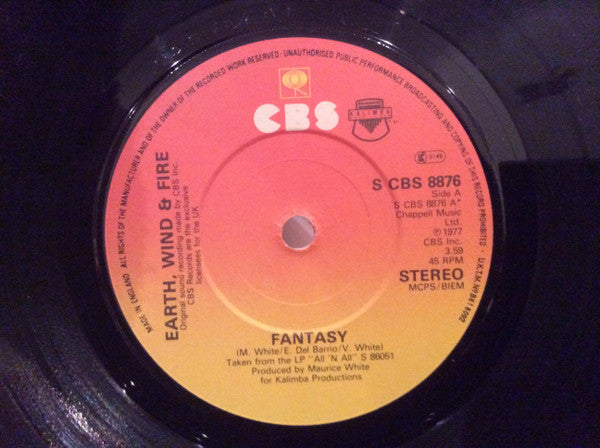 MADE IN ENGLAND. ALL RIGHTS OF THE MANUFACTURER AND OF THE OWNER OF THE RECORDED WORK RESERVED · UNAUTHORISED PUBLIC PERFORMANCE BROADCASTING AND COPYING OF THIS RECORD PROHIBITED
CBS
KALIMBA
EARTH, WIND & FIRE
Original sound recording made by CBS Inc.
CBS Records are the exclusive
licensees for the UK
S CBS 8876
Side A
S CBS 8876 A*
Chappell Music
Ltd.
℗ 1977
CBS Inc.
3.59
45 RPM
STEREO
MCPS/BIEM
FANTASY
(M. White/E. Del Barrio/V. White)
Taken from the LP "All 'N All" S 86051
Produced by Maurice White
for Kalimba Productions